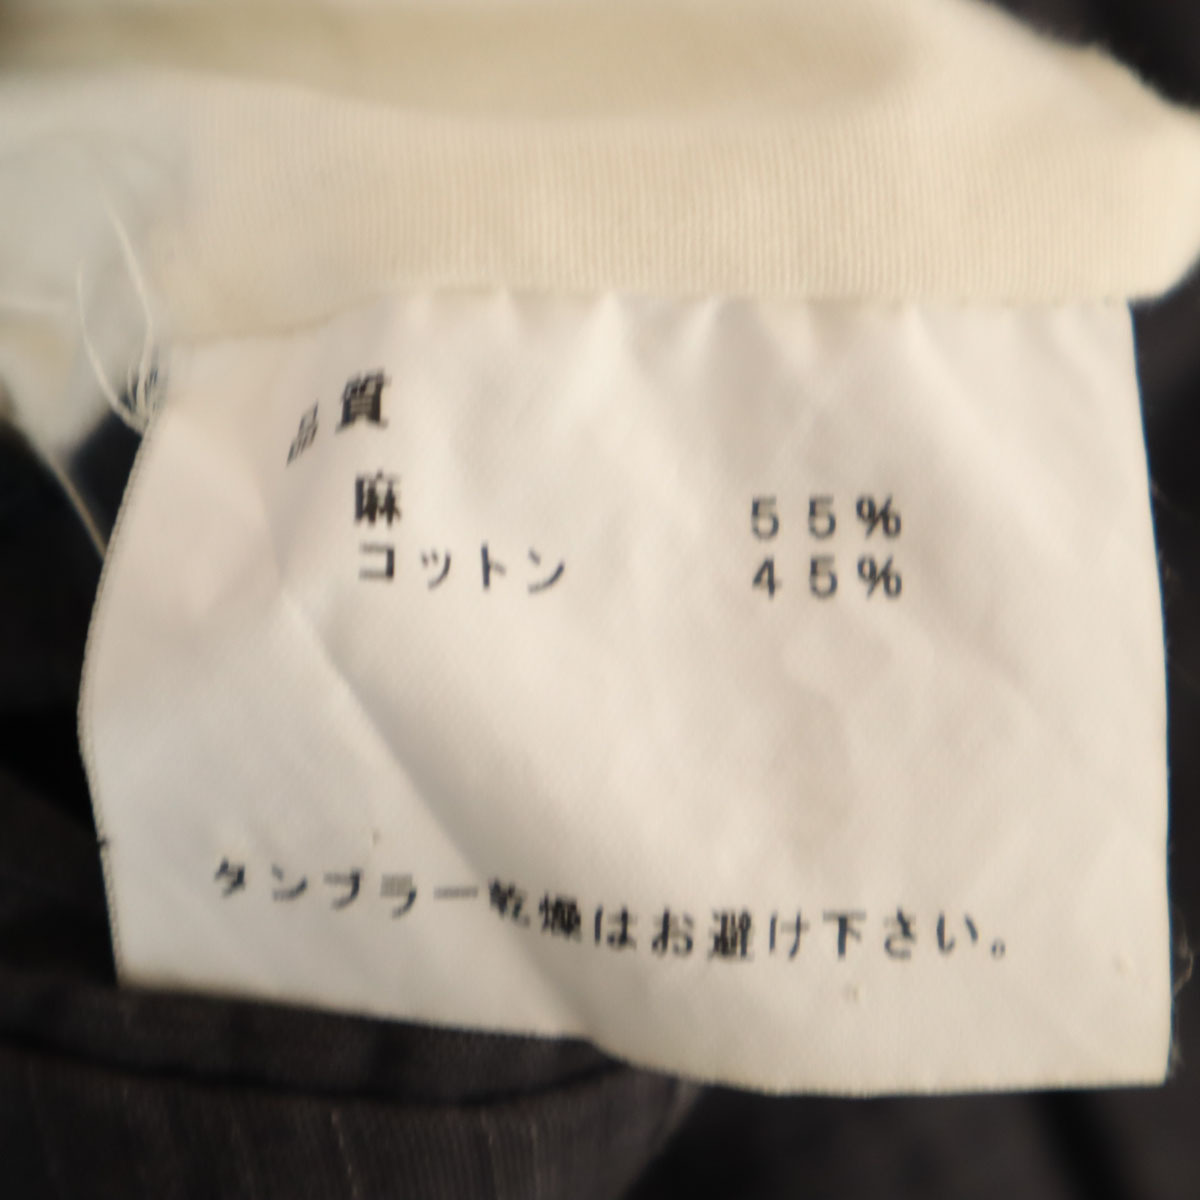 品質
麻 55%
コットン 45%
タンブラー乾燥はお避け下さい。